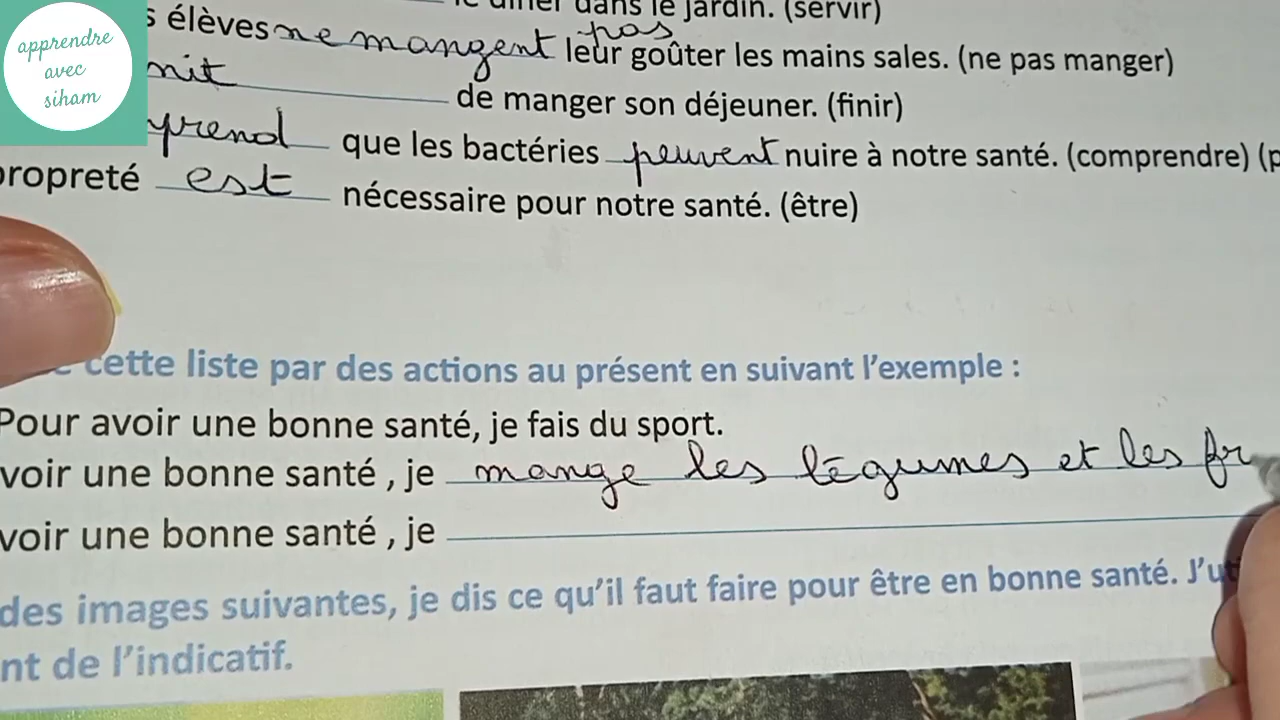 apprendre
avec
siham
dans le jardin. (servir)
élèves ne mangent pas leur goûter les mains sales. (ne pas manger)
nit de manger son déjeuner. (finir)
prend que les bactéries peuvent nuire à notre santé. (comprendre) (p
propreté est nécessaire pour notre santé. (être)
cette liste par des actions au présent en suivant l'exemple :
Pour avoir une bonne santé, je fais du sport.
voir une bonne santé , je mange les légumes et les fr
voir une bonne santé , je
des images suivantes, je dis ce qu'il faut faire pour être en bonne santé. J'ut
nt de l'indicatif.